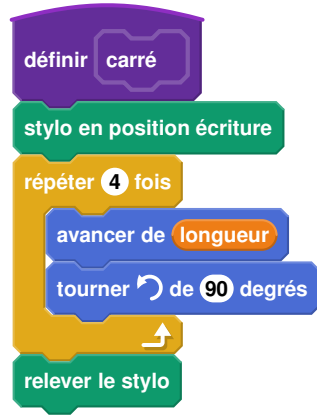 définir carré
stylo en position écriture
répéter 4 fois
avancer de longueur
tourner de 90 degrés
relever le stylo